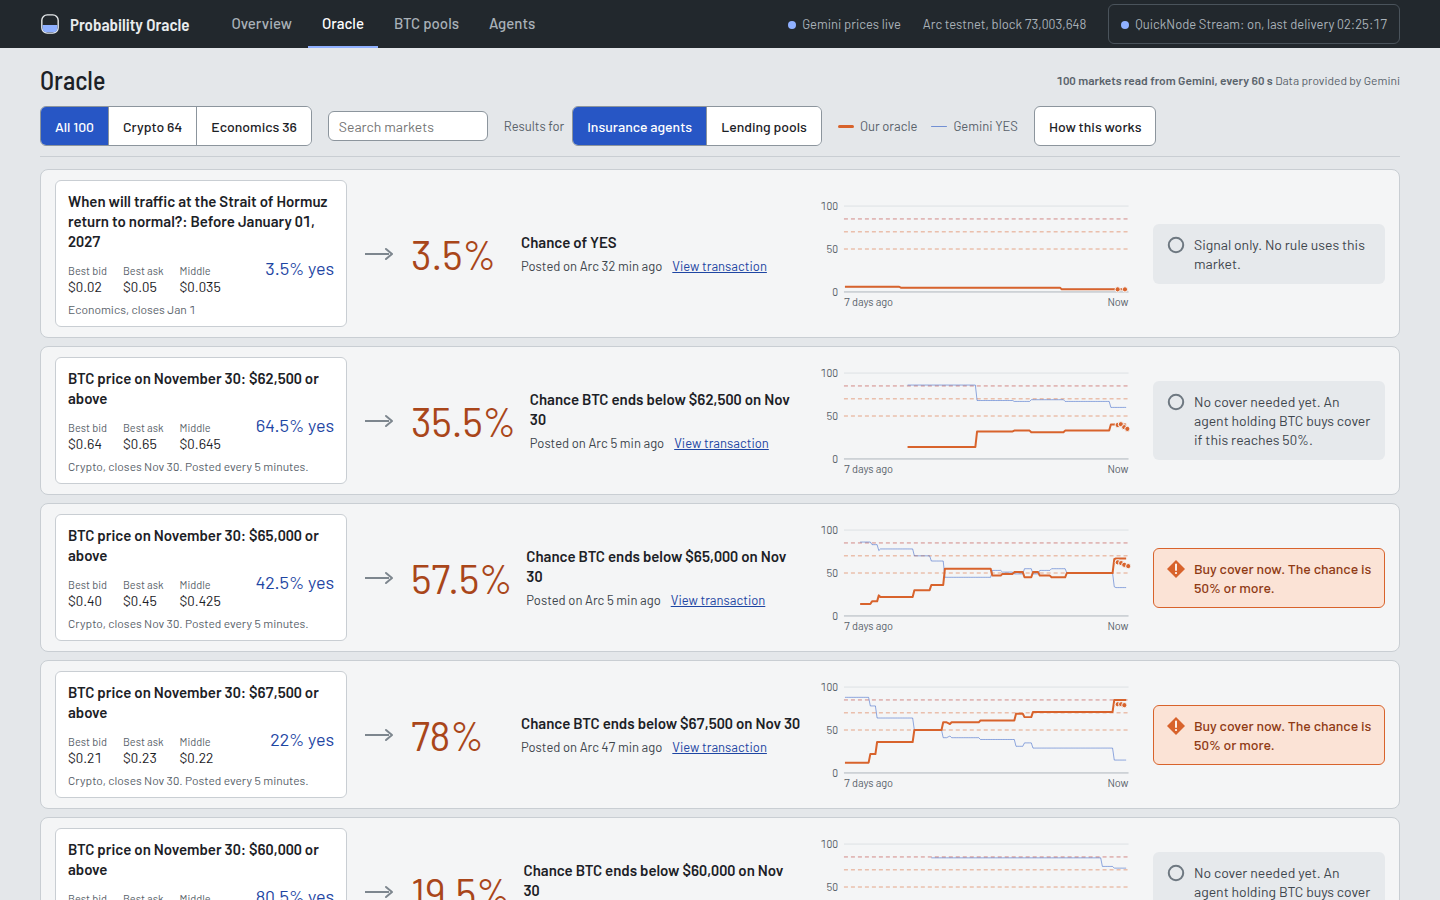 Probability Oracle
Overview
Oracle
BTC pools
Agents
Gemini prices live
Arc testnet, block 73,003,648
QuickNode Stream: on, last delivery 02:25:17
Oracle
100 markets read from Gemini, every 60 s Data provided by Gemini
All 100
Crypto 64
Economics 36
Search markets
Results for
Insurance agents
Lending pools
Our oracle
Gemini YES
How this works
When will traffic at the Strait of Hormuz
return to normal?: Before January 01,
2027
Best bid
Best ask
Middle
3.5% yes
$0.02
$0.05
$0.035
Economics, closes Jan 1
3.5%
Chance of YES
Posted on Arc 32 min ago
View transaction
100
50
0
7 days ago
Now
Signal only. No rule uses this
market.
BTC price on November 30: $62,500 or
above
Best bid
Best ask
Middle
64.5% yes
$0.64
$0.65
$0.645
Crypto, closes Nov 30. Posted every 5 minutes.
35.5%
Chance BTC ends below $62,500 on Nov
30
Posted on Arc 5 min ago
View transaction
100
50
0
7 days ago
Now
No cover needed yet. An
agent holding BTC buys cover
if this reaches 50%.
BTC price on November 30: $65,000 or
above
Best bid
Best ask
Middle
42.5% yes
$0.40
$0.45
$0.425
Crypto, closes Nov 30. Posted every 5 minutes.
57.5%
Chance BTC ends below $65,000 on Nov
30
Posted on Arc 5 min ago
View transaction
100
50
0
7 days ago
Now
Buy cover now. The chance is
50% or more.
BTC price on November 30: $67,500 or
above
Best bid
Best ask
Middle
22% yes
$0.21
$0.23
$0.22
Crypto, closes Nov 30. Posted every 5 minutes.
78%
Chance BTC ends below $67,500 on Nov 30
Posted on Arc 47 min ago
View transaction
100
50
0
7 days ago
Now
Buy cover now. The chance is
50% or more.
BTC price on November 30: $60,000 or
above
Best bid
Best ask
Middle
80.5% yes
19.5%
Chance BTC ends below $60,000 on Nov
30
100
50
No cover needed yet. An
agent holding BTC buys cover